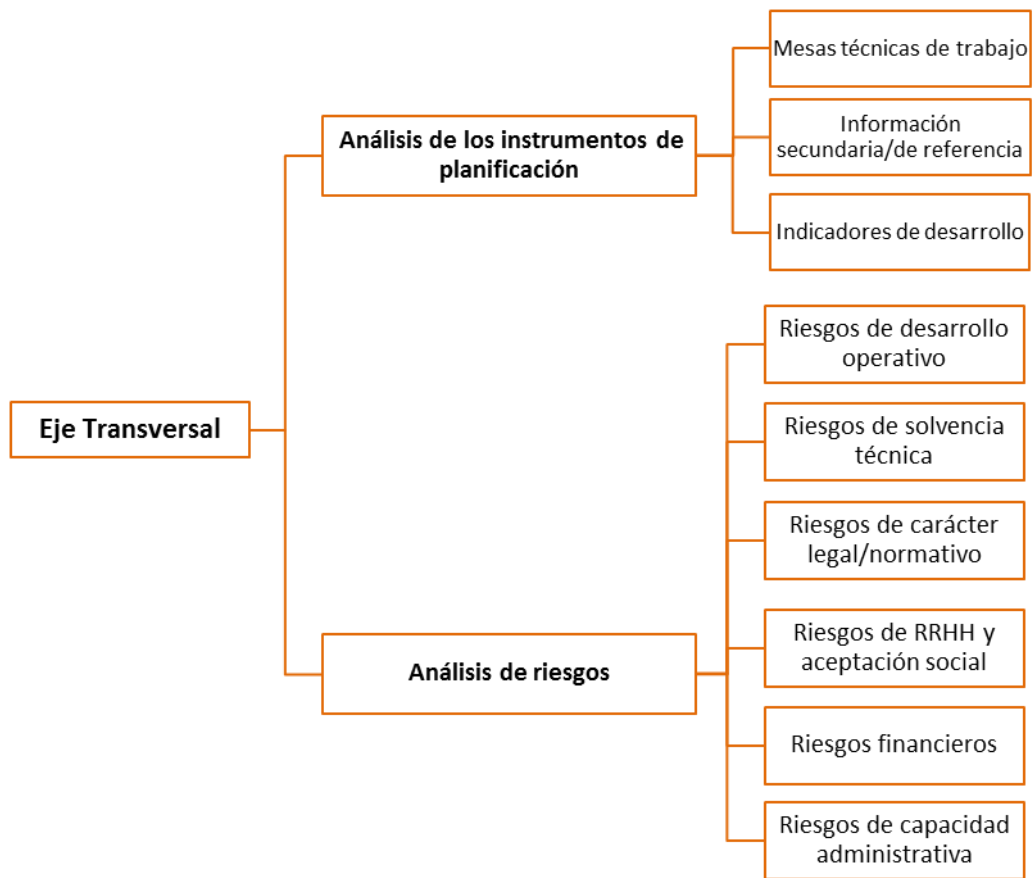 Eje Transversal
Análisis de los instrumentos de
planificación
Mesas técnicas de trabajo
Información
secundaria/de referencia
Indicadores de desarrollo
Análisis de riesgos
Riesgos de desarrollo
operativo
Riesgos de solvencia
técnica
Riesgos de carácter
legal/normativo
Riesgos de RRHH y
aceptación social
Riesgos financieros
Riesgos de capacidad
administrativa